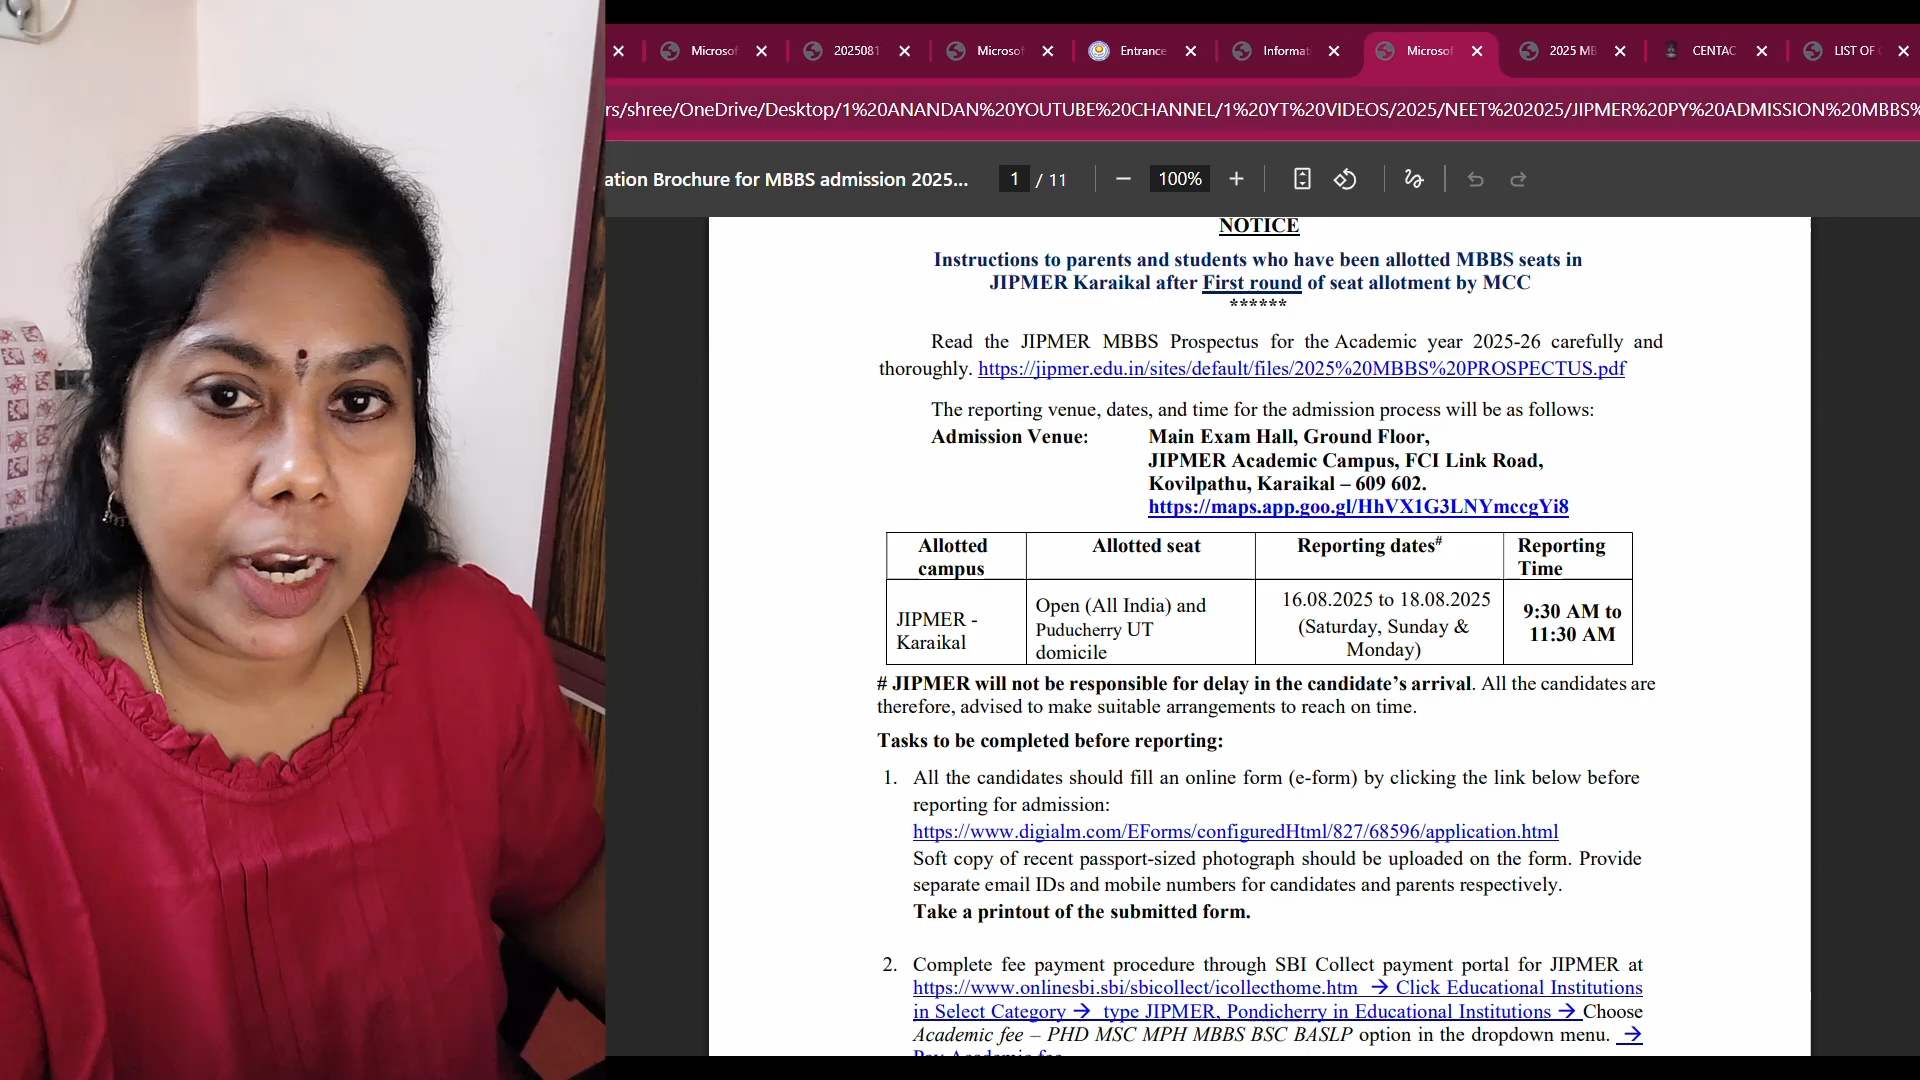 Microsof
2025081
Microsof
Entrance
Informat
Microsof
2025 MB
CENTAC
LIST OF
rs/shree/OneDrive/Desktop/1%20ANANDAN%20YOUTUBE%20CHANNEL/1%20YT%20VIDEOS/2025/NEET%202025/JIPMER%20PY%20ADMISSION%20MBBS%
ation Brochure for MBBS admission 2025...
1 / 11
100%
NOTICE
Instructions to parents and students who have been allotted MBBS seats in
JIPMER Karaikal after First round of seat allotment by MCC
******
Read the JIPMER MBBS Prospectus for the Academic year 2025-26 carefully and
thoroughly. https://jipmer.edu.in/sites/default/files/2025%20MBBS%20PROSPECTUS.pdf
The reporting venue, dates, and time for the admission process will be as follows:
Admission Venue: Main Exam Hall, Ground Floor,
JIPMER Academic Campus, FCI Link Road,
Kovilpathu, Karaikal – 609 602.
https://maps.app.goo.gl/HhVX1G3LNYmccgYi8
Allotted campus
Allotted seat
Reporting dates#
Reporting Time
JIPMER -
Karaikal
Open (All India) and
Puducherry UT
domicile
16.08.2025 to 18.08.2025
(Saturday, Sunday &
Monday)
9:30 AM to
11:30 AM
# JIPMER will not be responsible for delay in the candidate’s arrival. All the candidates are
therefore, advised to make suitable arrangements to reach on time.
Tasks to be completed before reporting:
1. All the candidates should fill an online form (e-form) by clicking the link below before
reporting for admission:
https://www.digialm.com/EForms/configuredHtml/827/68596/application.html
Soft copy of recent passport-sized photograph should be uploaded on the form. Provide
separate email IDs and mobile numbers for candidates and parents respectively.
Take a printout of the submitted form.
2. Complete fee payment procedure through SBI Collect payment portal for JIPMER at
https://www.onlinesbi.sbi/sbicollect/icollecthome.htm → Click Educational Institutions
in Select Category → type JIPMER, Pondicherry in Educational Institutions → Choose
Academic fee – PHD MSC MPH MBBS BSC BASLP option in the dropdown menu. →
Pay Academic fee